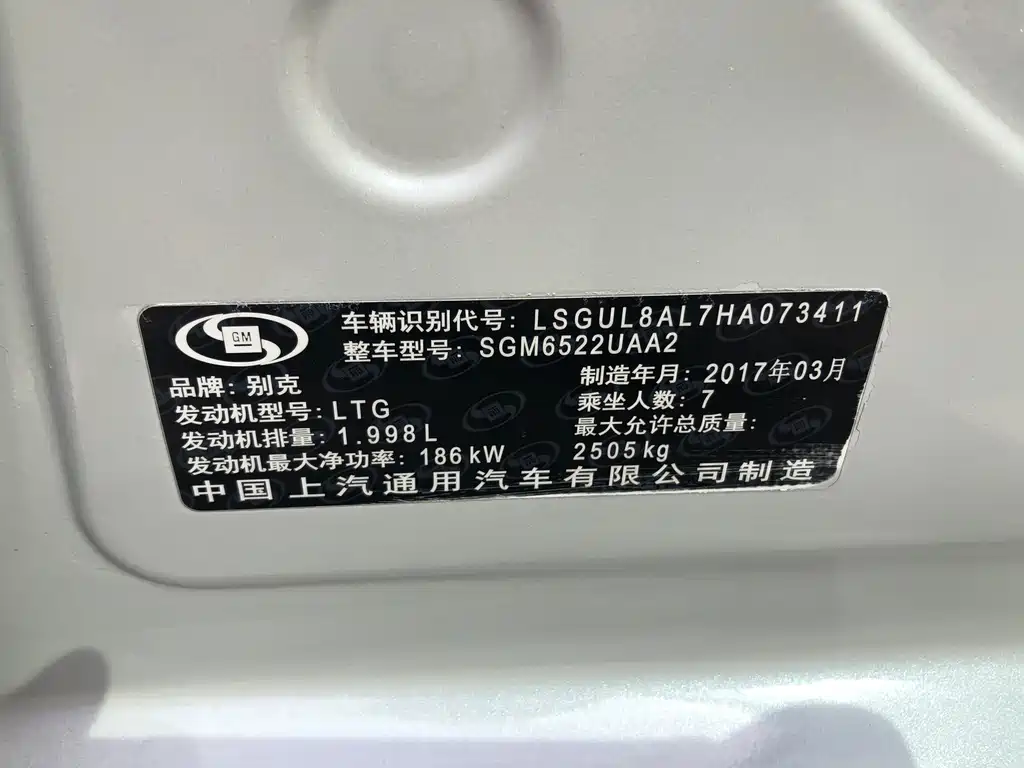 GM
车辆识别代号: LSGUL8AL7HA073411
整车型号: SGM6522UAA2
品牌: 别克
制造年月: 2017年03月
发动机型号: LTG
乘坐人数: 7
发动机排量: 1.998L
最大允许总质量:
发动机最大净功率: 186kW
2505kg
中国上汽通用汽车有限公司制造